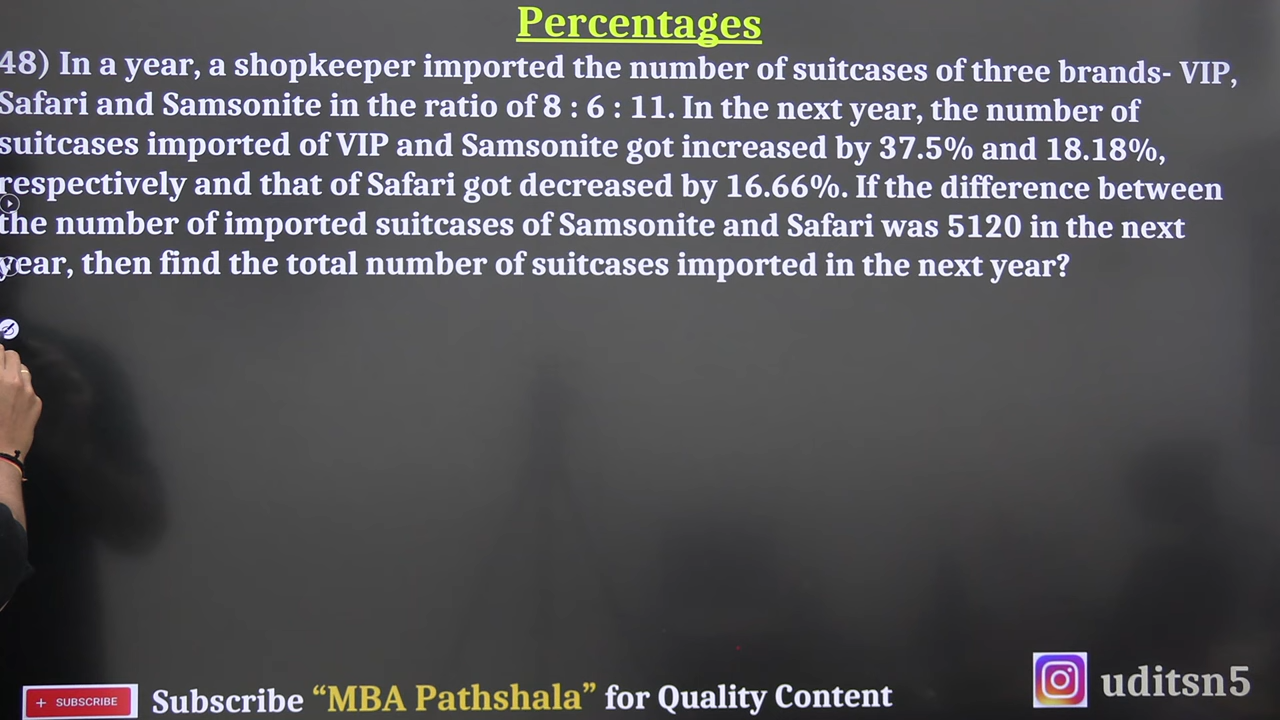 Percentages
48) In a year, a shopkeeper imported the number of suitcases of three brands- VIP,
Safari and Samsonite in the ratio of 8 : 6 : 11. In the next year, the number of
suitcases imported of VIP and Samsonite got increased by 37.5% and 18.18%,
respectively and that of Safari got decreased by 16.66%. If the difference between
the number of imported suitcases of Samsonite and Safari was 5120 in the next
year, then find the total number of suitcases imported in the next year?
+ SUBSCRIBE
Subscribe “MBA Pathshala” for Quality Content
uditsn5